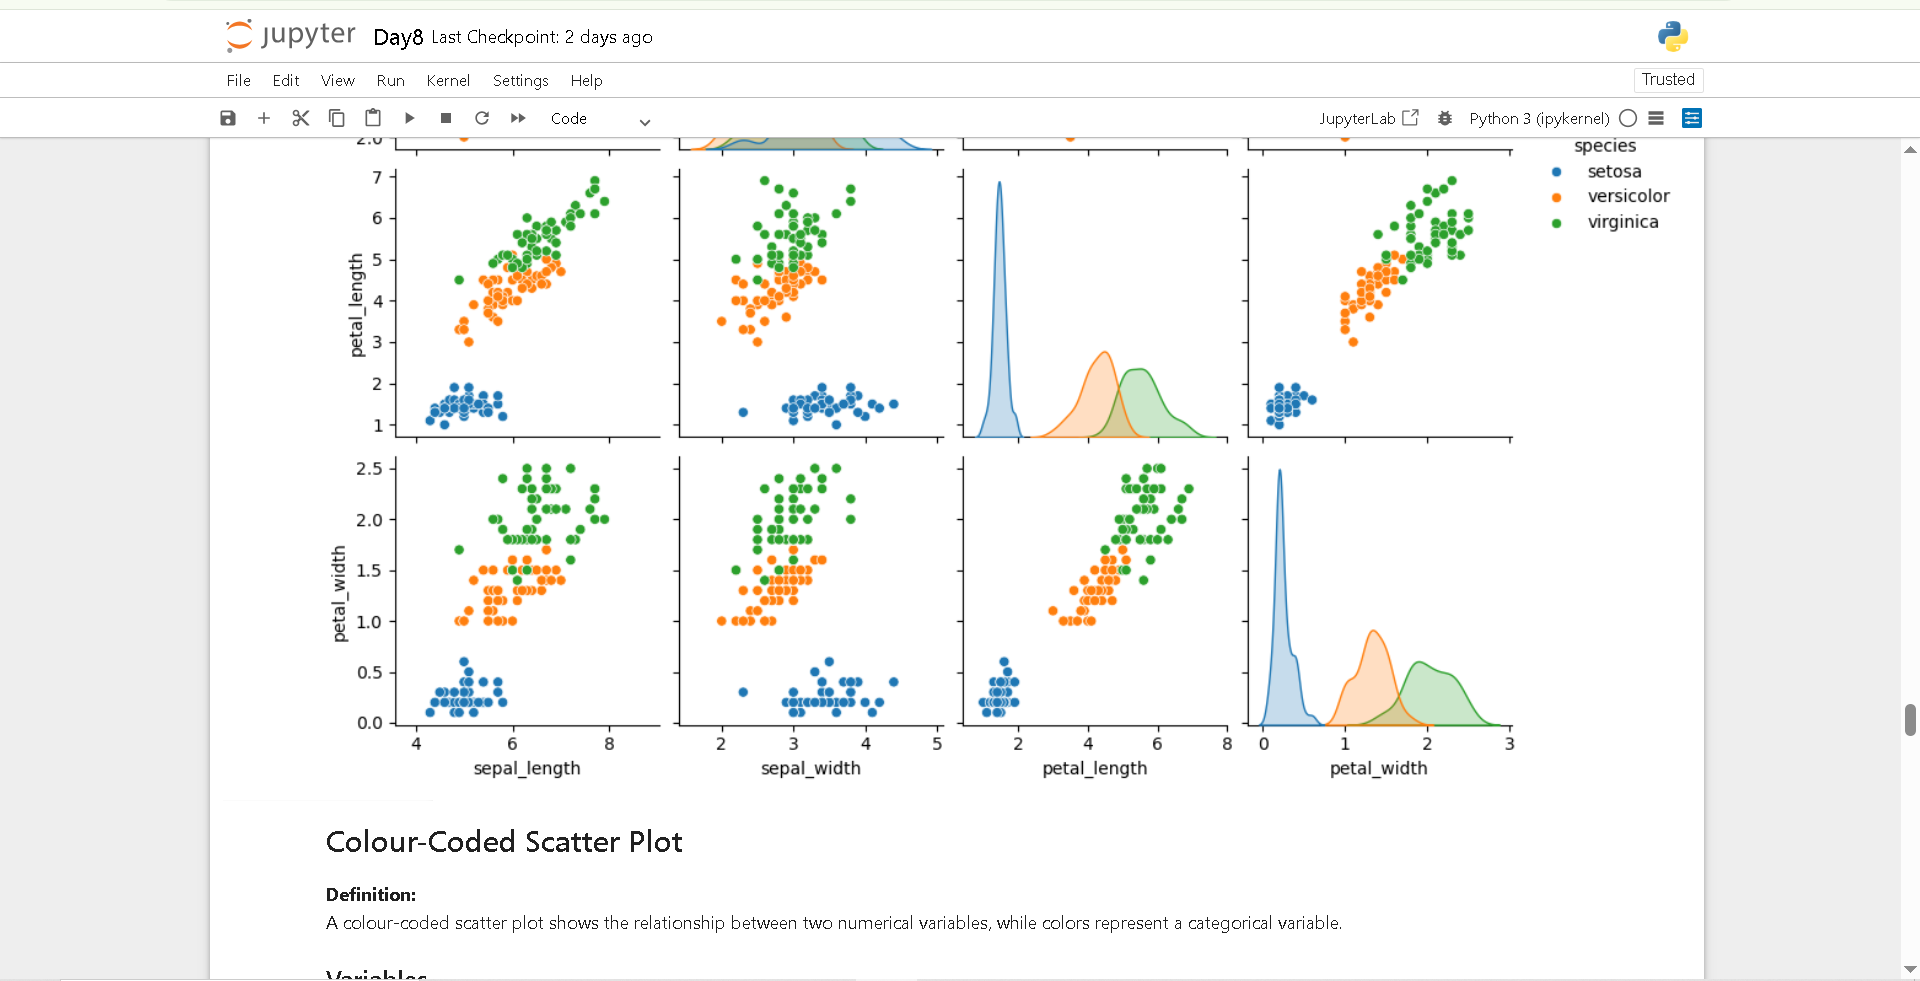 jupyter Day8 Last Checkpoint: 2 days ago
File Edit View Run Kernel Settings Help Trusted
Code JupyterLab Python 3 (ipykernel)
2.0
species
setosa
versicolor
virginica
petal_length
7
6
5
4
3
2
1
petal_width
2.5
2.0
1.5
1.0
0.5
0.0
4 6 8 2 3 4 5 2 4 6 8 0 1 2 3
sepal_length sepal_width petal_length petal_width
Colour-Coded Scatter Plot
Definition:
A colour-coded scatter plot shows the relationship between two numerical variables, while colors represent a categorical variable.
Variables